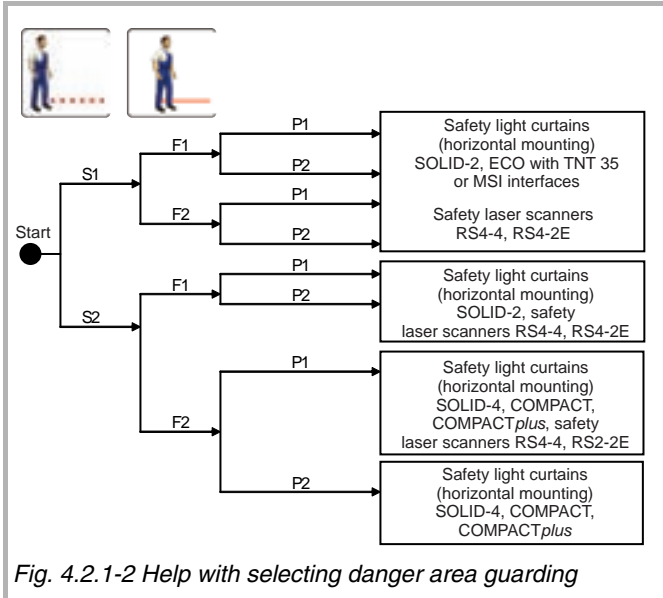 P1
Safety light curtains
(horizontal mounting)
SOLID-2, ECO with TNT 35
or MSI interfaces
F1
P2
S1
P1
Safety laser scanners
RS4-4, RS4-2E
F2
P2
Start
P1
Safety light curtains
(horizontal mounting)
SOLID-2, safety
laser scanners RS4-4, RS4-2E
F1
P2
S2
P1
Safety light curtains
(horizontal mounting)
SOLID-4, COMPACT,
COMPACTplus, safety
laser scanners RS4-4, RS2-2E
F2
P2
Safety light curtains
(horizontal mounting)
SOLID-4, COMPACT,
COMPACTplus
Fig. 4.2.1-2 Help with selecting danger area guarding